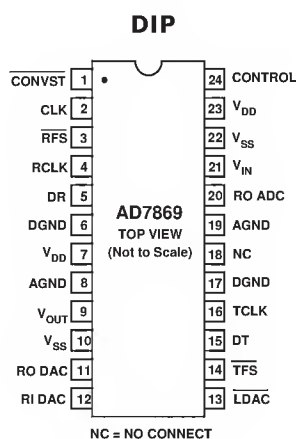 DIP
CONVST 1 24 CONTROL
CLK 2 23 VDD
RFS 3 22 VSS
RCLK 4 21 VIN
DR 5 20 RO ADC
DGND 6 19 AGND
VDD 7 18 NC
AGND 8 17 DGND
VOUT 9 16 TCLK
VSS 10 15 DT
RO DAC 11 14 TFS
RI DAC 12 13 LDAC
AD7869
TOP VIEW
(Not to Scale)
NC = NO CONNECT